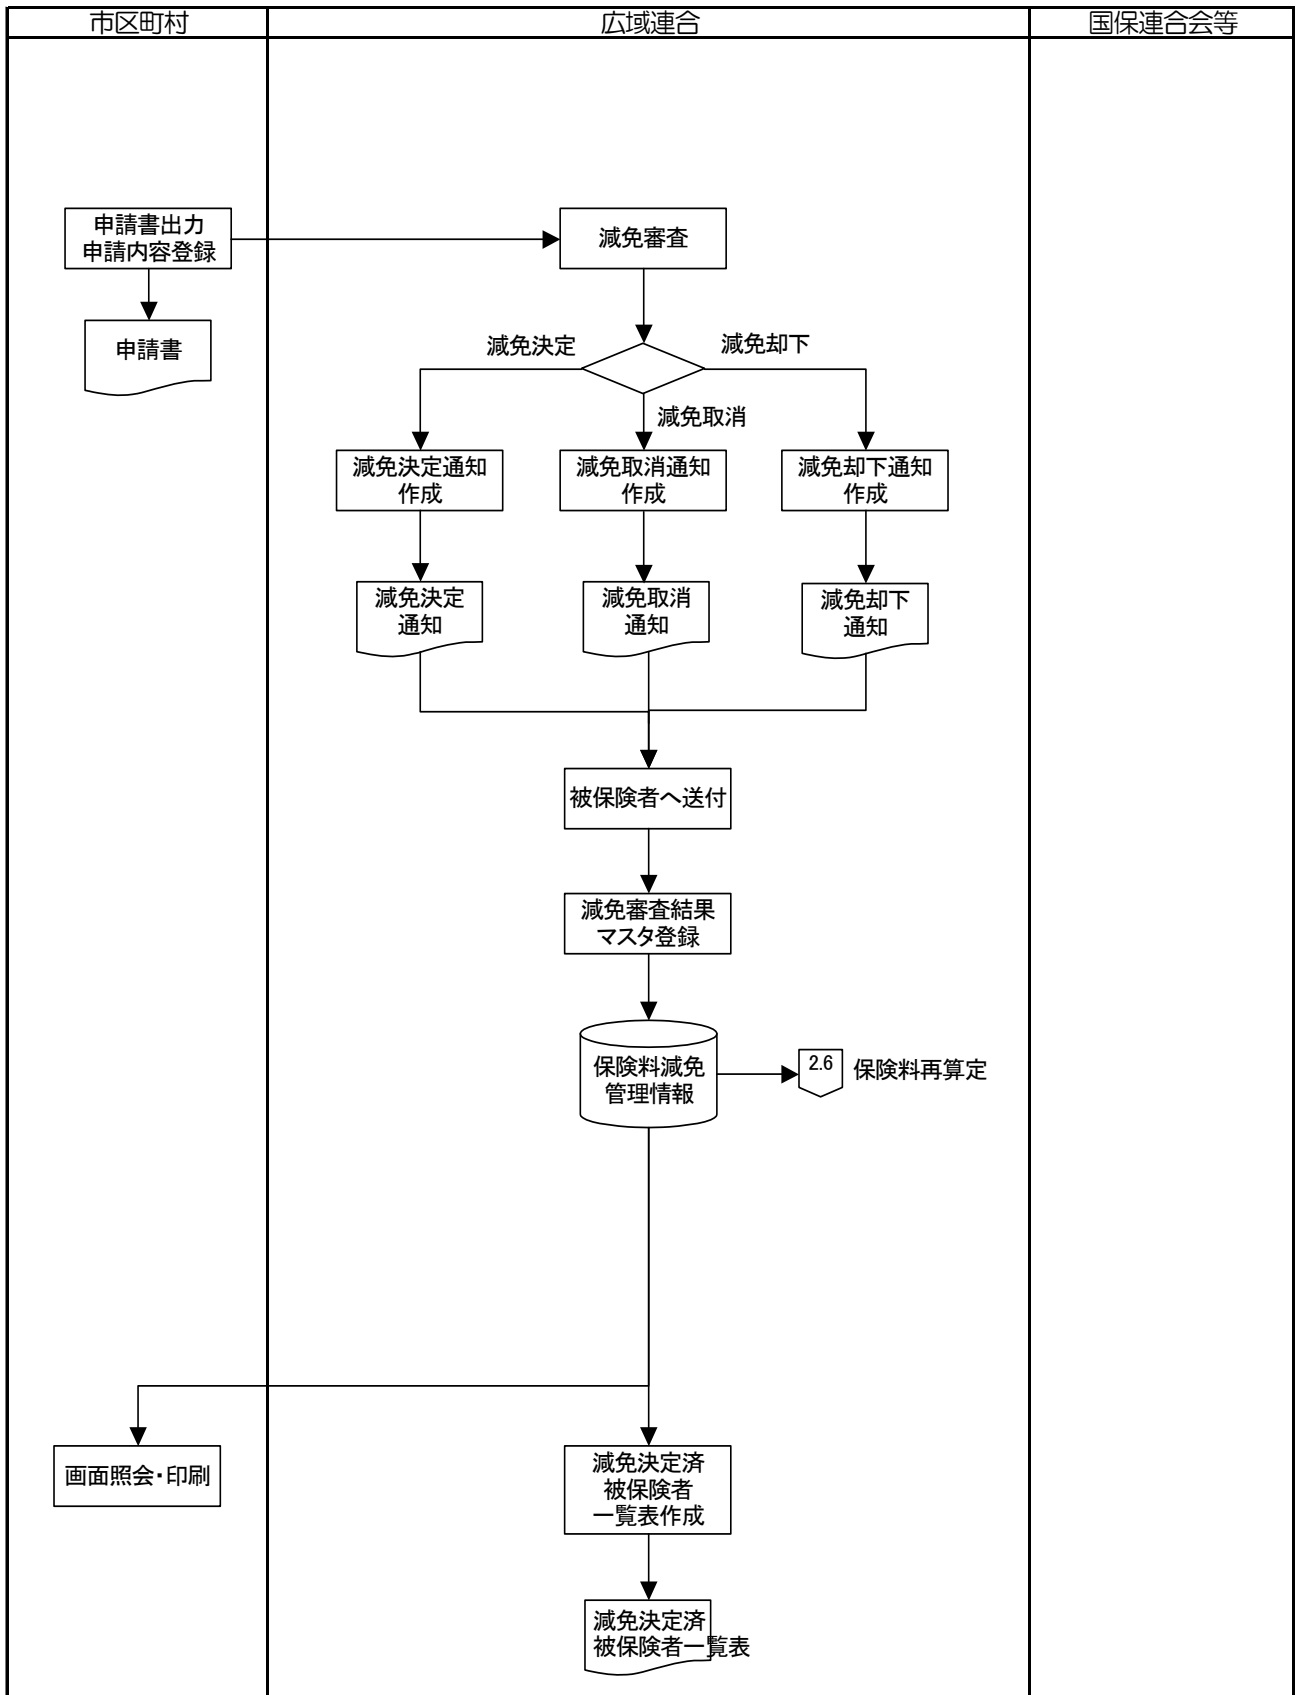 市区町村
広域連合
国保連合会等
申請書出力
申請内容登録
減免審査
申請書
減免決定
減免却下
減免取消
減免決定通知
作成
減免取消通知
作成
減免却下通知
作成
減免決定
通知
減免取消
通知
減免却下
通知
被保険者へ送付
減免審査結果
マスタ登録
保険料減免
管理情報
2.6
保険料再算定
画面照会・印刷
減免決定済
被保険者
一覧表作成
減免決定済
被保険者一覧表